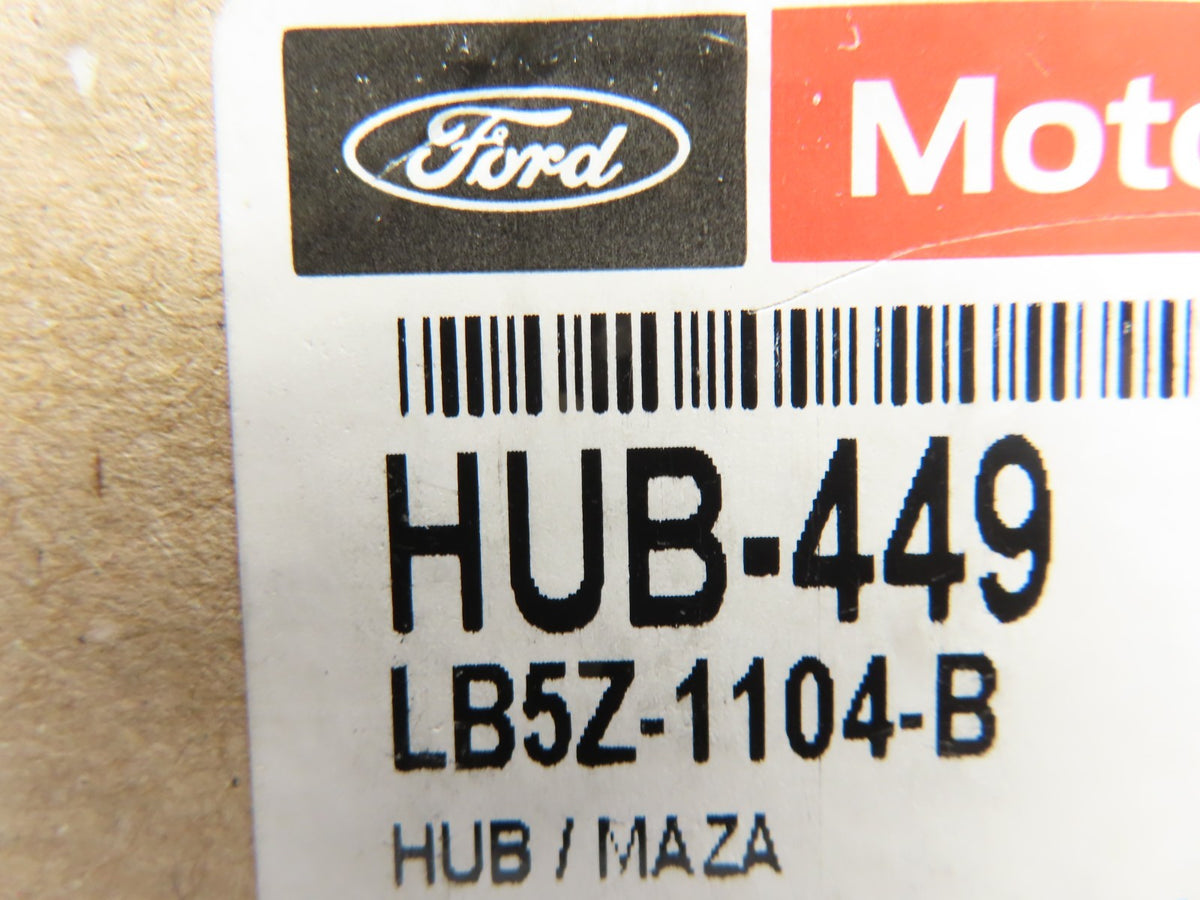 Ford Moto
HUB-449
LB5Z-1104-B
HUB / MAZA